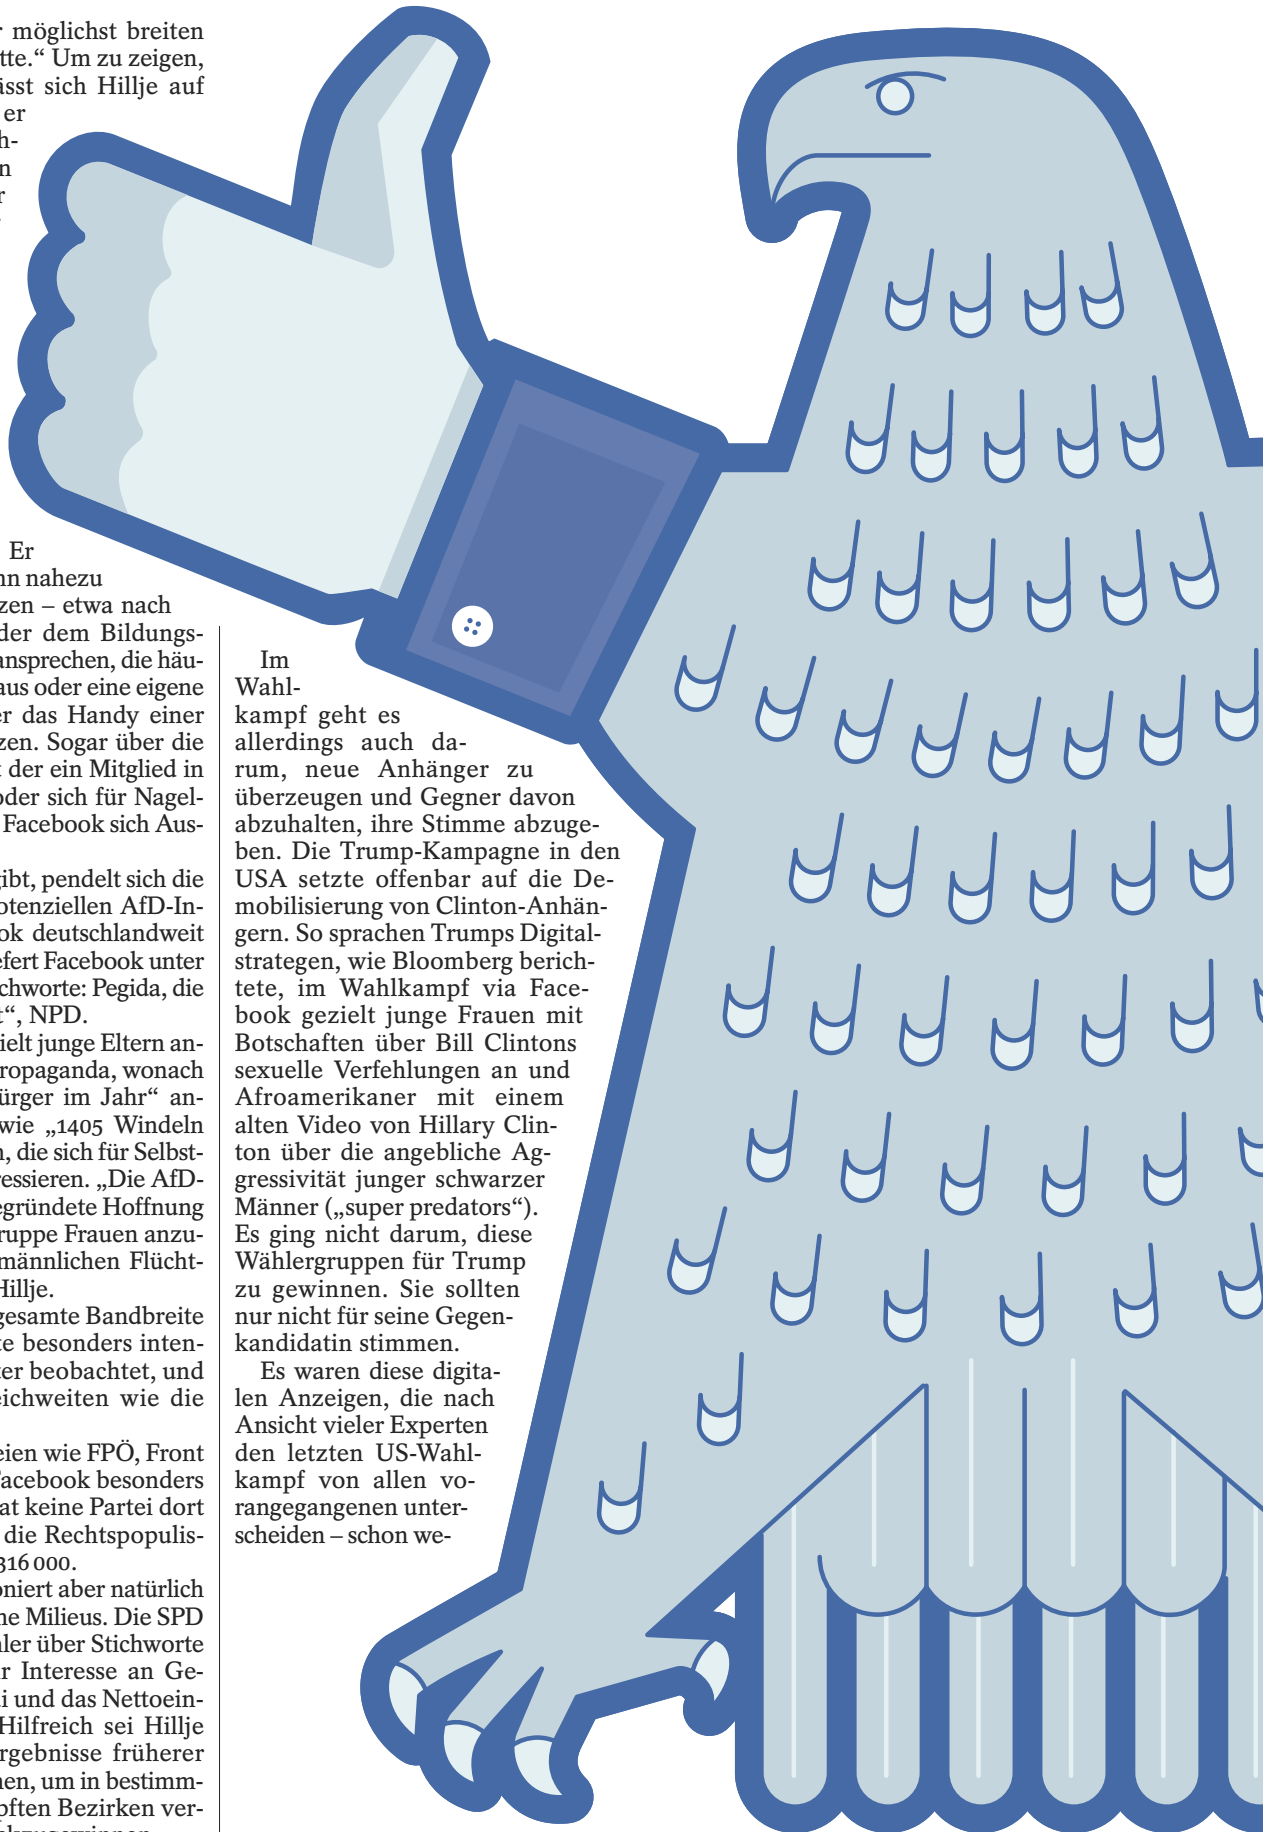 möglichst breiten
tte.“ Um zu zeigen,
sich Hillje auf
er
h-
n
r
Er
nn nahezu
zen – etwa nach
der dem Bildungs-
ansprechen, die häu-
aus oder eine eigene
er das Handy einer
zen. Sogar über die
t der ein Mitglied in
oder sich für Nagel-
Facebook sich Aus-
gibt, pendelt sich die
otenziellen AfD-In-
ok deutschlandweit
efert Facebook unter
chworte: Pegida, die
t“, NPD.
ielt junge Eltern an-
ropaganda, wonach
ürger im Jahr“ an-
wie „1405 Windeln
n, die sich für Selbst-
ressieren. „Die AfD-
egründete Hoffnung
ruppe Frauen anzu-
männlichen Flücht-
Hillje.
gesamte Bandbreite
te besonders inten-
ter beobachtet, und
eichweiten wie die
eien wie FPÖ, Front
Facebook besonders
at keine Partei dort
die Rechtspopulis-
316 000.
oniert aber natürlich
ne Milieus. Die SPD
hler über Stichworte
r Interesse an Ge-
i und das Nettoein-
Hilfreich sei Hillje
rgebnisse früherer
nen, um in bestimm-
pften Bezirken ver-
Im
Wahl-
kampf geht es
allerdings auch da-
rum, neue Anhänger zu
überzeugen und Gegner davon
abzuhalten, ihre Stimme abzuge-
ben. Die Trump-Kampagne in den
USA setzte offenbar auf die De-
mobilisierung von Clinton-Anhän-
gern. So sprachen Trumps Digital-
strategen, wie Bloomberg berich-
tete, im Wahlkampf via Face-
book gezielt junge Frauen mit
Botschaften über Bill Clintons
sexuelle Verfehlungen an und
Afroamerikaner mit einem
alten Video von Hillary Clin-
ton über die angebliche Ag-
gressivität junger schwarzer
Männer („super predators“).
Es ging nicht darum, diese
Wählergruppen für Trump
zu gewinnen. Sie sollten
nur nicht für seine Gegen-
kandidatin stimmen.
Es waren diese digita-
len Anzeigen, die nach
Ansicht vieler Experten
den letzten US-Wahl-
kampf von allen vo-
rangegangenen unter-
scheiden – schon we-